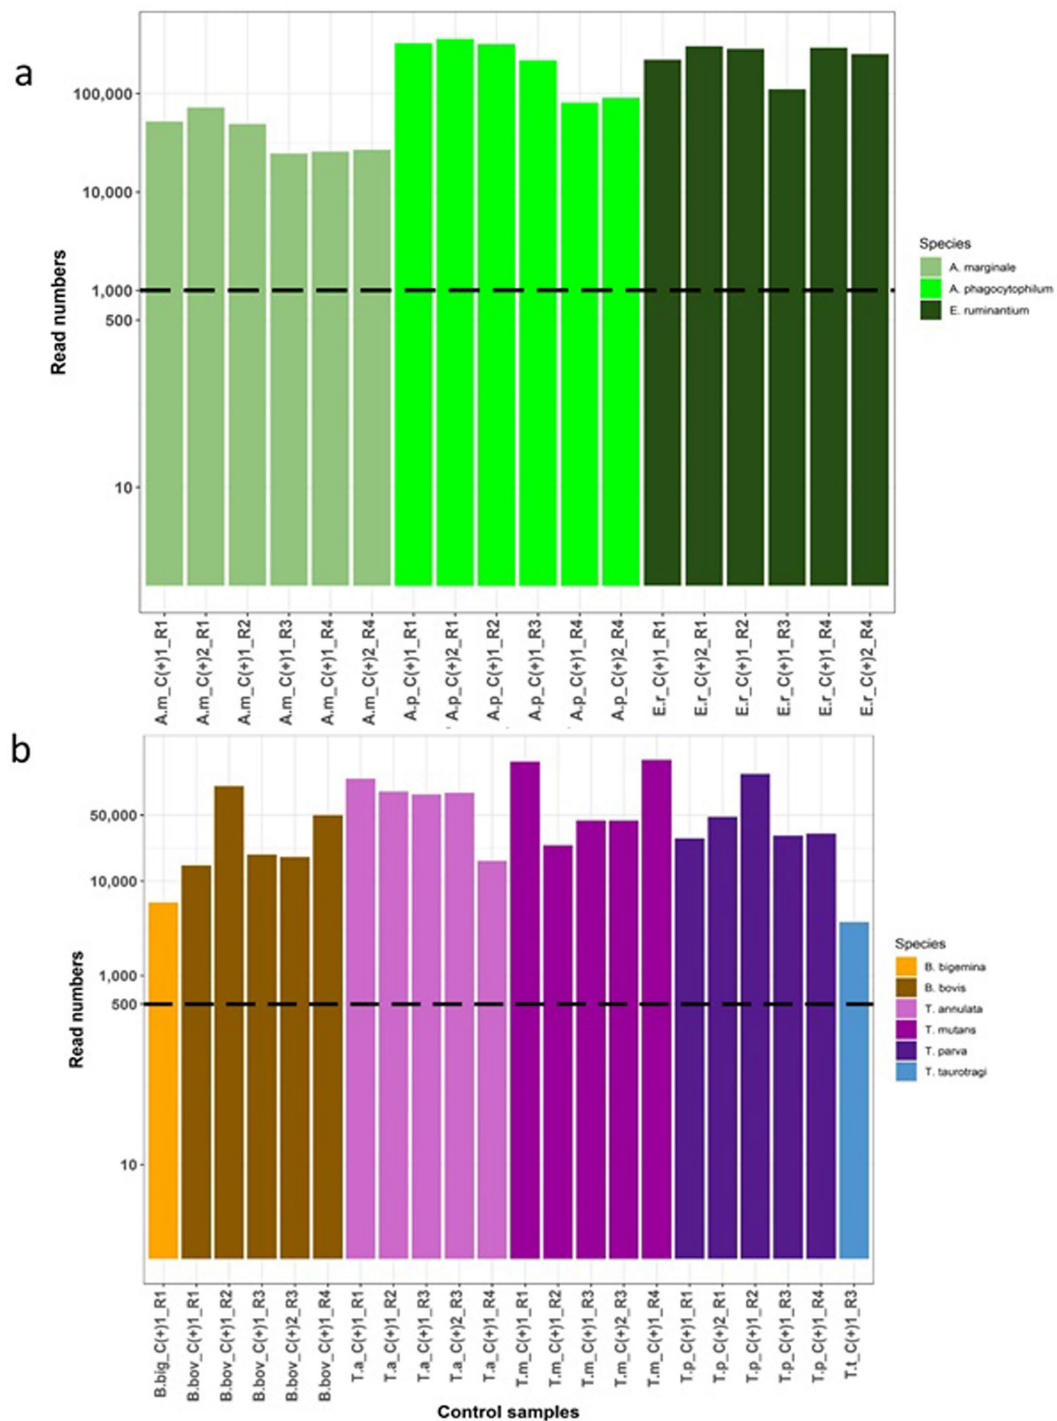 a
Read numbers
100,000
10,000
1,000
500
10
A.m_C(+)1_R1
A.m_C(+)2_R1
A.m_C(+)1_R2
A.m_C(+)1_R3
A.m_C(+)1_R4
A.m_C(+)2_R4
A.p_C(+)1_R1
A.p_C(+)2_R1
A.p_C(+)1_R2
A.p_C(+)1_R3
A.p_C(+)1_R4
A.p_C(+)2_R4
E.r_C(+)1_R1
E.r_C(+)2_R1
E.r_C(+)1_R2
E.r_C(+)1_R3
E.r_C(+)1_R4
E.r_C(+)2_R4
Species
A. marginale
A. phagocytophilum
E. ruminantium
b
Read numbers
50,000
10,000
1,000
500
10
B.big_C(+)1_R1
B.bov_C(+)1_R1
B.bov_C(+)1_R2
B.bov_C(+)1_R3
B.bov_C(+)2_R3
B.bov_C(+)1_R4
T.a_C(+)1_R1
T.a_C(+)1_R2
T.a_C(+)1_R3
T.a_C(+)2_R3
T.a_C(+)1_R4
T.m_C(+)1_R1
T.m_C(+)1_R2
T.m_C(+)1_R3
T.m_C(+)2_R3
T.m_C(+)1_R4
T.p_C(+)1_R1
T.p_C(+)2_R1
T.p_C(+)1_R2
T.p_C(+)1_R3
T.p_C(+)1_R4
T.t_C(+)1_R3
Control samples
Species
B. bigemina
B. bovis
T. annulata
T. mutans
T. parva
T. taurotragi